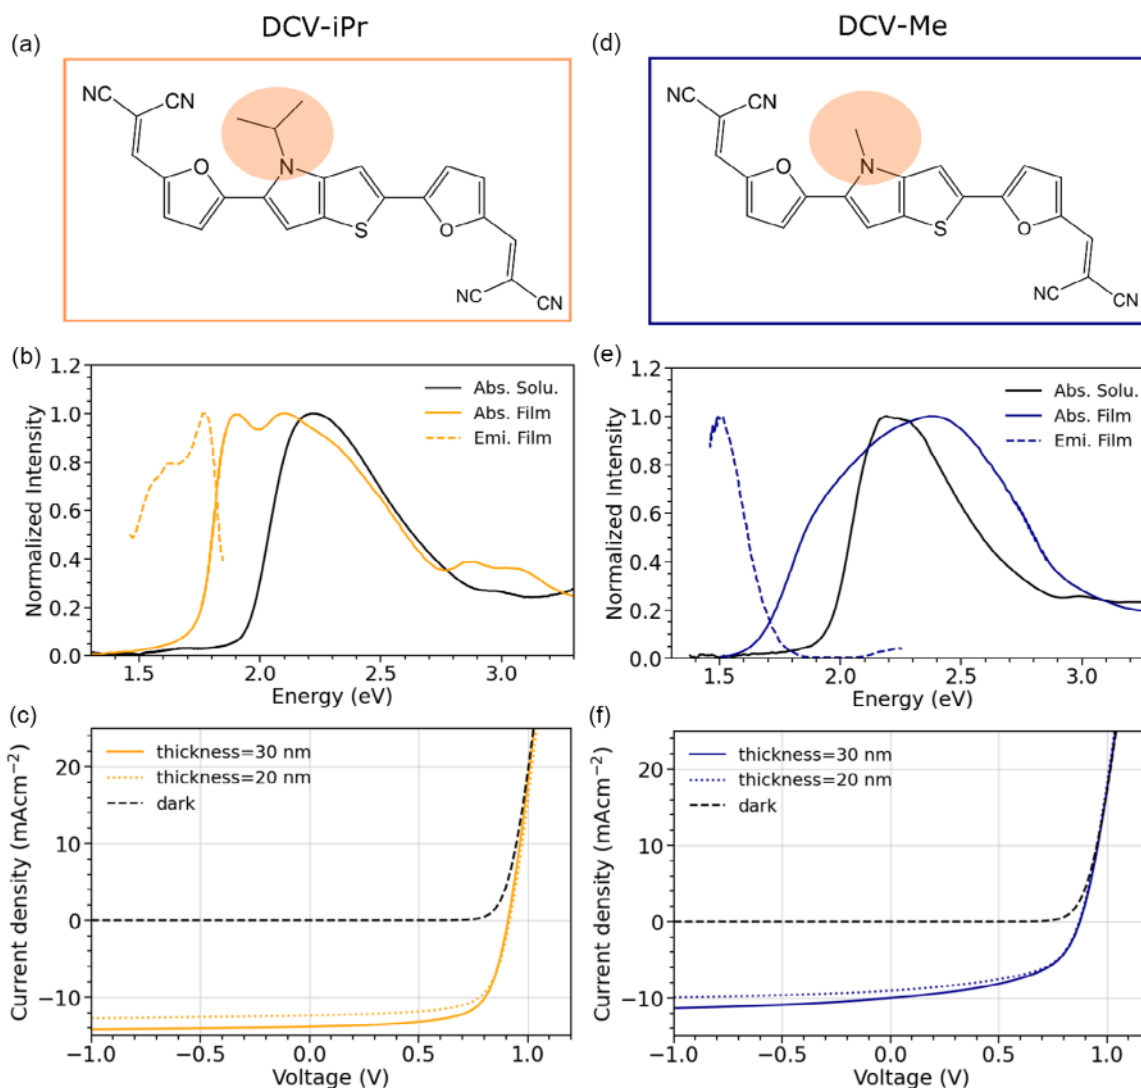 DCV-iPr
DCV-Me
(a)
NC
CN
O
N
S
O
NC
CN
(d)
NC
CN
O
N
S
O
NC
CN
(b)
1.2
1.0
0.8
0.6
0.4
0.2
0.0
Normalized Intensity
Abs. Solu.
Abs. Film
Emi. Film
1.5 2.0 2.5 3.0
Energy (eV)
(e)
1.2
1.0
0.8
0.6
0.4
0.2
0.0
Normalized Intensity
Abs. Solu.
Abs. Film
Emi. Film
1.5 2.0 2.5 3.0
Energy (eV)
(c)
20
10
0
−10
Current density (mAcm−2)
thickness=30 nm
thickness=20 nm
dark
−1.0 −0.5 0.0 0.5 1.0
Voltage (V)
(f)
20
10
0
−10
Current density (mAcm−2)
thickness=30 nm
thickness=20 nm
dark
−1.0 −0.5 0.0 0.5 1.0
Voltage (V)